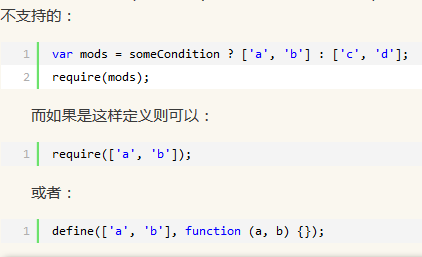 不支持的：
1 var mods = someCondition ? ['a', 'b'] : ['c', 'd'];
2 require(mods);
而如果是这样定义则可以：
1 require(['a', 'b']);
或者：
1 define(['a', 'b'], function (a, b) {});